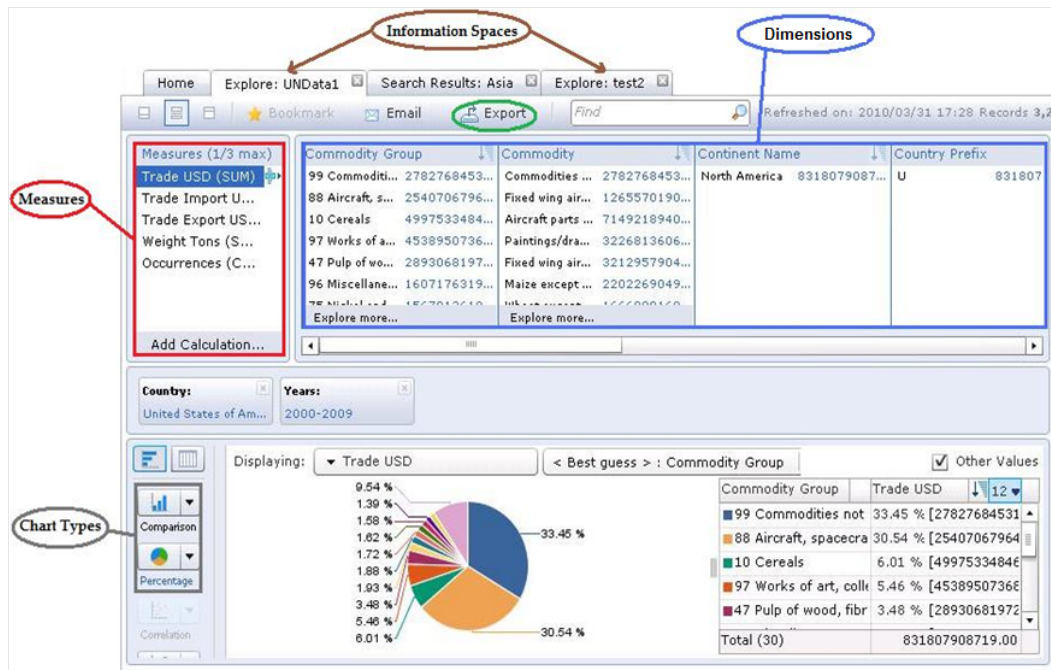 Information Spaces
Dimensions
Home
Explore: UNData1
Search Results: Asia
Explore: test2
Bookmark
Email
Export
Find
Refreshed on: 2010/03/31 17:28 Records 3,2
Measures
Measures (1/3 max)
Trade USD (SUM)
Trade Import U...
Trade Export US...
Weight Tons (S...
Occurrences (C...
Add Calculation...
Commodity Group
99 Commoditi... 2782768453...
88 Aircraft, s... 2540706796...
10 Cereals 4997533484...
97 Works of a... 4538950736...
47 Pulp of wo... 2893068197...
96 Miscellane... 1607176319...
Explore more...
Commodity
Commodities ... 2782768453...
Fixed wing air... 1265570190...
Aircraft parts ... 7149218940...
Paintings/dra... 3226813606...
Fixed wing air... 3212957904...
Maize except ... 2202269049...
Explore more...
Continent Name
North America 8318079087...
Country Prefix
U 831807
Country:
United States of Am...
Years:
2000-2009
Chart Types
Comparison
Percentage
Correlation
Displaying:
Trade USD
< Best guess > : Commodity Group
Other Values
9.54 %
1.39 %
1.58 %
1.62 %
1.72 %
1.88 %
1.93 %
3.48 %
5.46 %
6.01 %
33.45 %
30.54 %
Commodity Group Trade USD 12
99 Commodities not 33.45 % [27827684531
88 Aircraft, spacecra 30.54 % [25407067964
10 Cereals 6.01 % [49975334846
97 Works of art, colle 5.46 % [45389507368
47 Pulp of wood, fibr 3.48 % [28930681972
Total (30) 831807908719.00